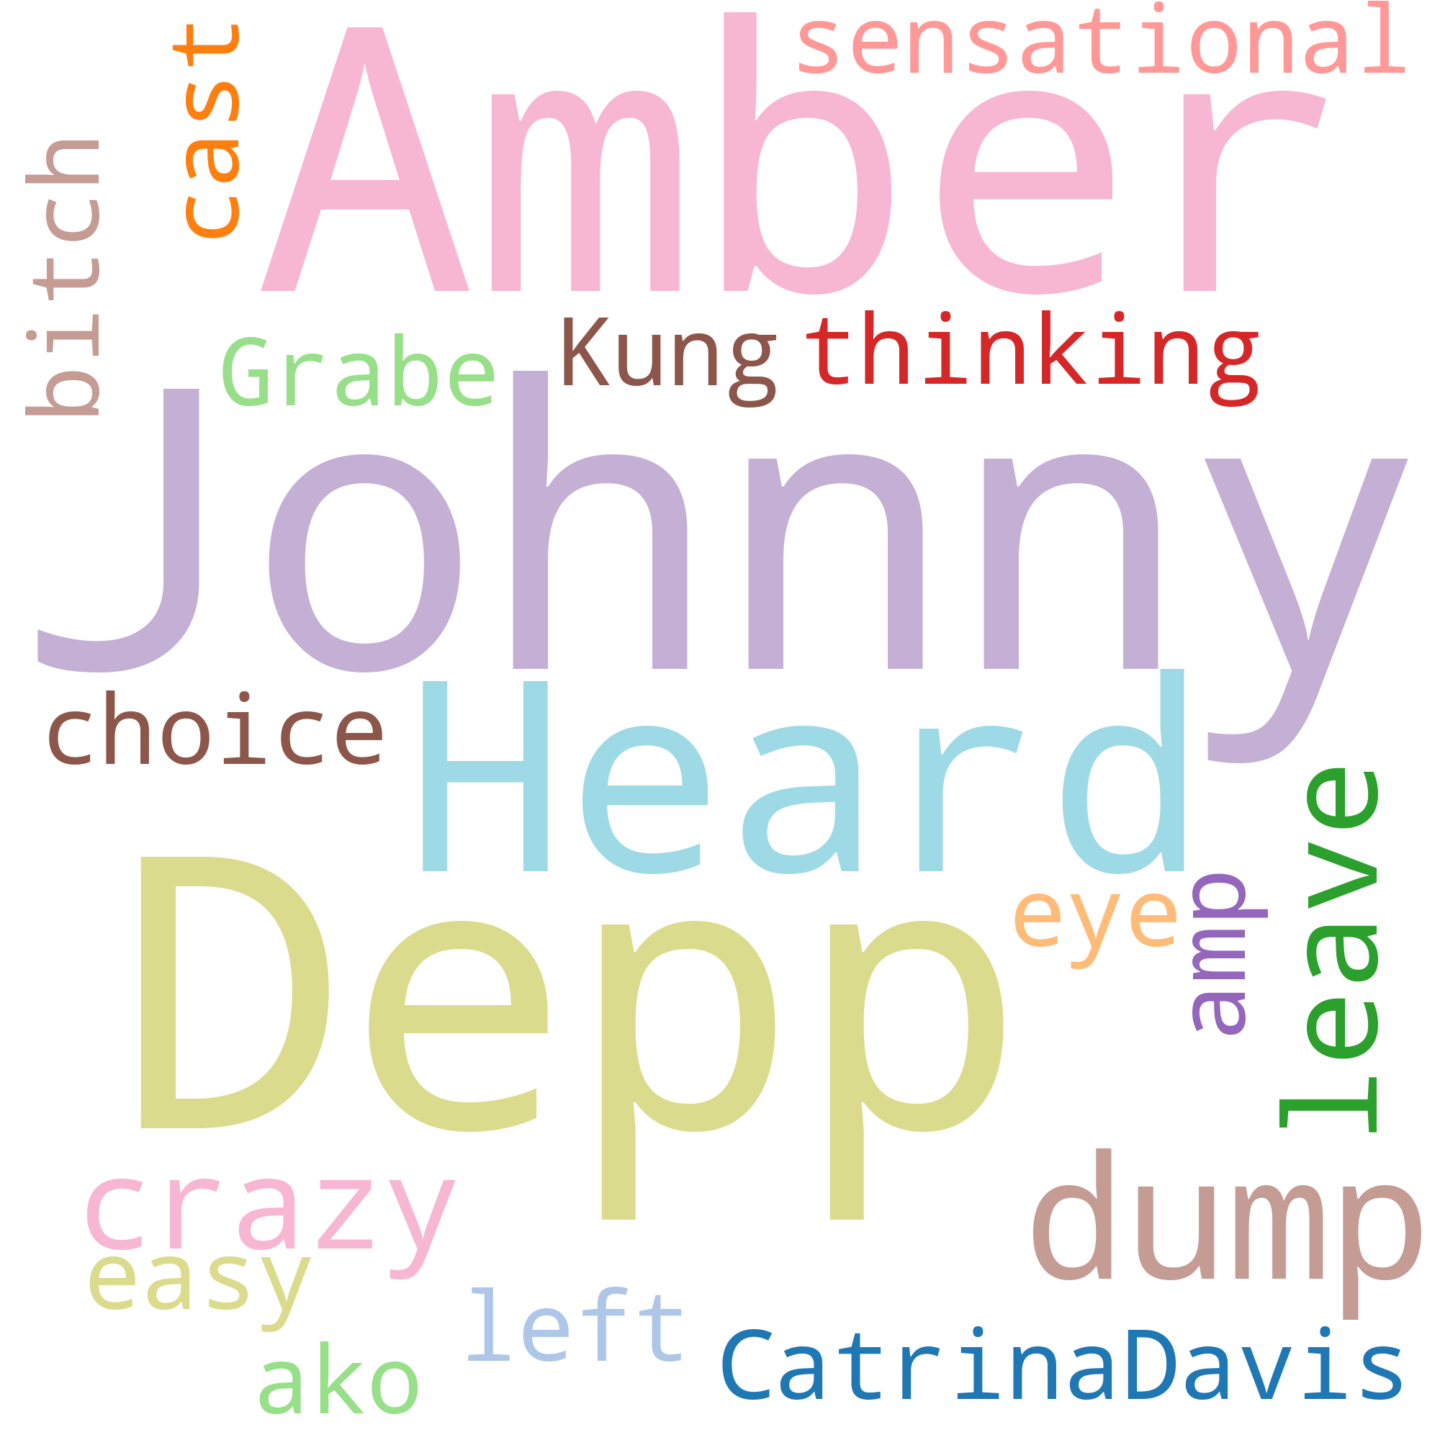 sensational
cast
Amber
bitch
Grabe
Kung
thinking
Johnny
choice
Heard
leave
Depp
eye
amp
crazy
dump
easy
left
CatrinaDavis
ako